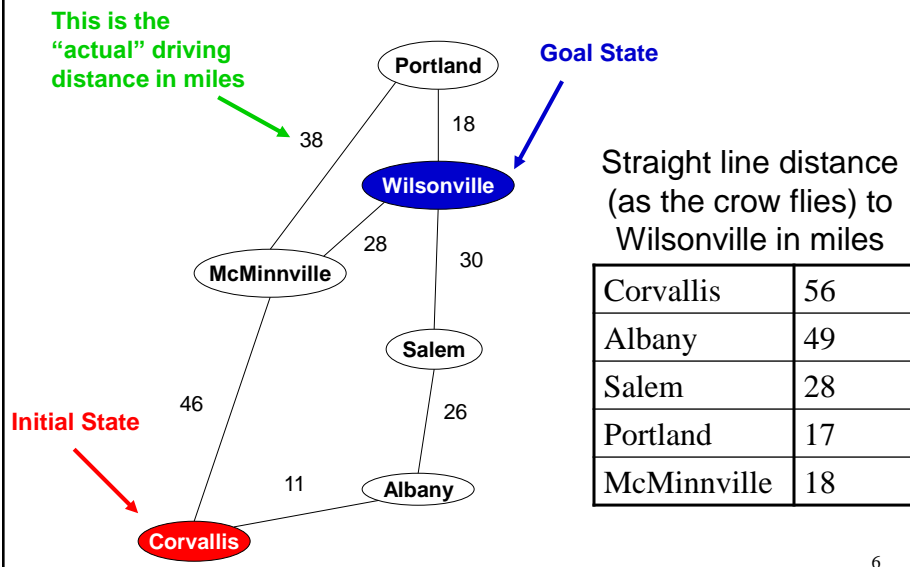 This is the
“actual” driving
distance in miles
Goal State
Portland
18
38
Wilsonville
28
30
McMinnville
Salem
46
26
Initial State
11
Albany
Corvallis
Straight line distance
(as the crow flies) to
Wilsonville in miles
Corvallis 56
Albany 49
Salem 28
Portland 17
McMinnville 18
6